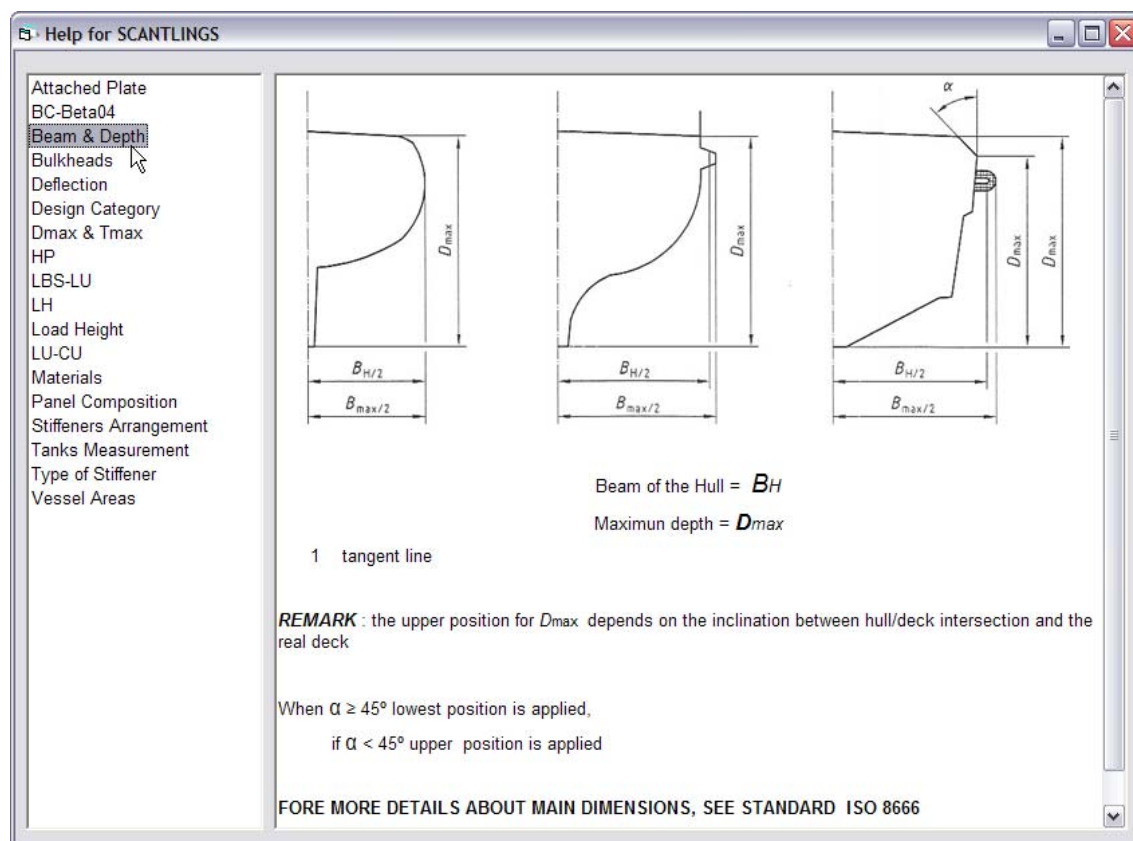 Help for SCANTLINGS
Attached Plate
BC-Beta04
Beam & Depth
Bulkheads
Deflection
Design Category
Dmax & Tmax
HP
LBS-LU
LH
Load Height
LU-CU
Materials
Panel Composition
Stiffeners Arrangement
Tanks Measurement
Type of Stiffener
Vessel Areas
α
Dmax
Dmax
Dmax
Dmax
BH/2
BH/2
BH/2
Bmax/2
Bmax/2
Bmax/2
Beam of the Hull = BH
Maximun depth = Dmax
1 tangent line
REMARK : the upper position for Dmax depends on the inclination between hull/deck intersection and the
real deck
When α ≥ 45º lowest position is applied,
if α < 45º upper position is applied
FORE MORE DETAILS ABOUT MAIN DIMENSIONS, SEE STANDARD ISO 8666